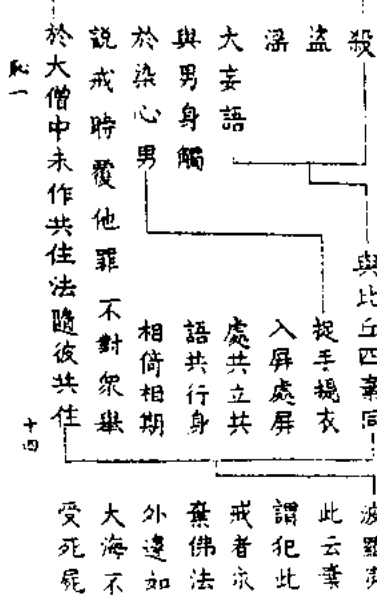 殺
盜
滛
大妄語
與男身觸
於染心男
説戒時覆他罪不對衆舉
於大僧中未作共住法隨彼共住
與比丘四棄同
捉手捉衣
入屏處屏
處共立共
語共行身
相倚相期
波羅夷
此云棄
謂犯此
戒者永
棄佛法
外邊如
大海不
受死屍
十四